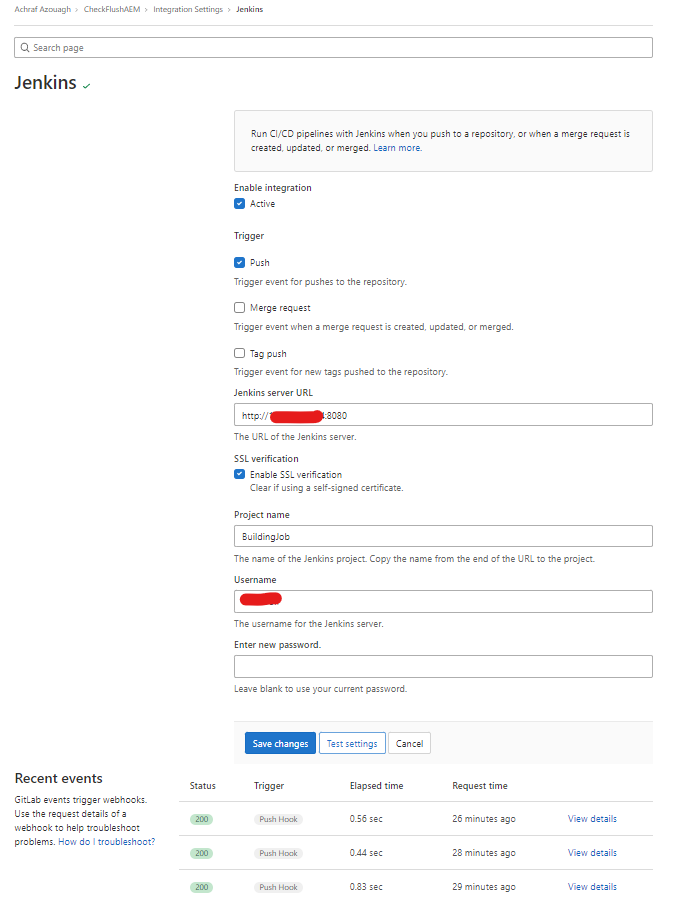 Achraf Azouagh › CheckFlushAEM › Integration Settings › Jenkins
Search page
Jenkins
Run CI/CD pipelines with Jenkins when you push to a repository, or when a merge request is
created, updated, or merged. Learn more.
Enable integration
Active
Trigger
Push
Trigger event for pushes to the repository.
Merge request
Trigger event when a merge request is created, updated, or merged.
Tag push
Trigger event for new tags pushed to the repository.
Jenkins server URL
http:// :8080
The URL of the Jenkins server.
SSL verification
Enable SSL verification
Clear if using a self-signed certificate.
Project name
BuildingJob
The name of the Jenkins project. Copy the name from the end of the URL to the project.
Username
The username for the Jenkins server.
Enter new password.
Leave blank to use your current password.
Save changes Test settings Cancel
Recent events
GitLab events trigger webhooks.
Use the request details of a
webhook to help troubleshoot
problems. How do I troubleshoot?
Status Trigger Elapsed time Request time
200 Push Hook 0.56 sec 26 minutes ago View details
200 Push Hook 0.44 sec 28 minutes ago View details
200 Push Hook 0.83 sec 29 minutes ago View details